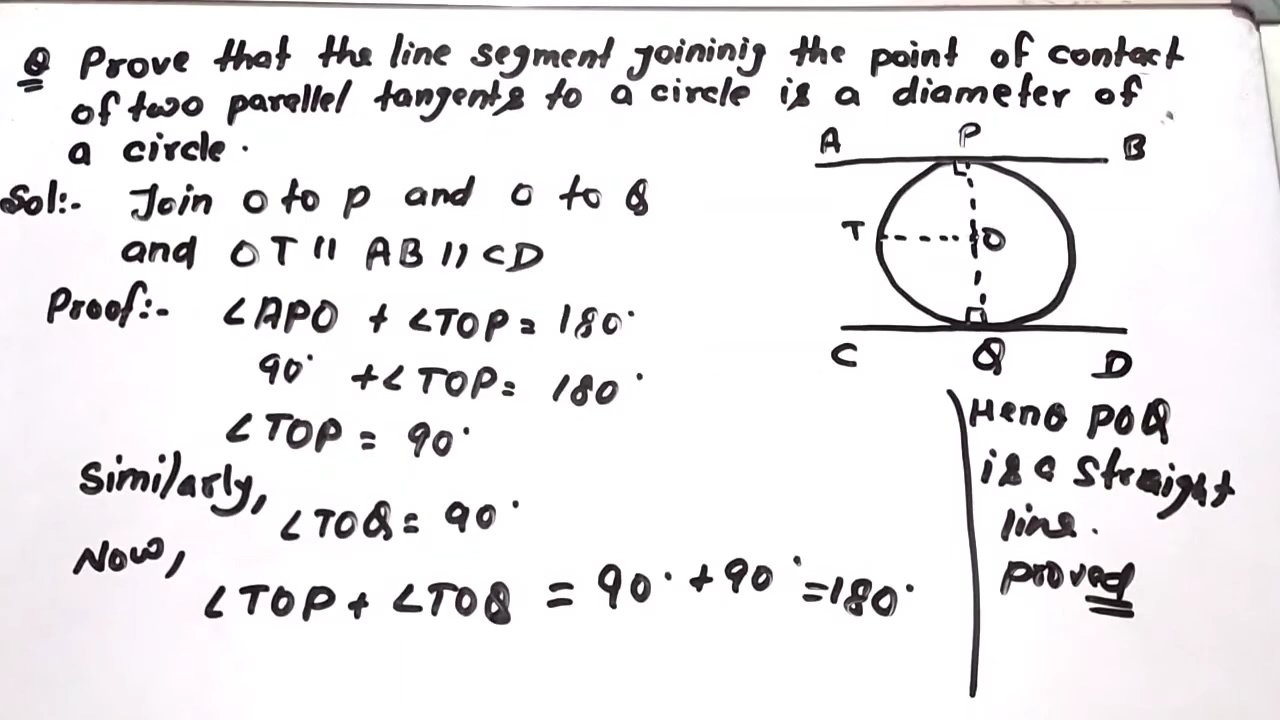 Q Prove that the line segment joininig the point of contact
of two parellel tangents to a circle is a diameter of
a circle.
A P B
Sol:- Join O to P and O to Q
and OT || AB || CD
T O
Proof:- ∠APO + ∠TOP = 180°
90° + ∠TOP = 180°
C Q D
∠TOP = 90°
Similarly,
∠TOQ = 90°
Now,
∠TOP + ∠TOQ = 90° + 90° = 180°
Hence POQ
is a straight
line.
proved